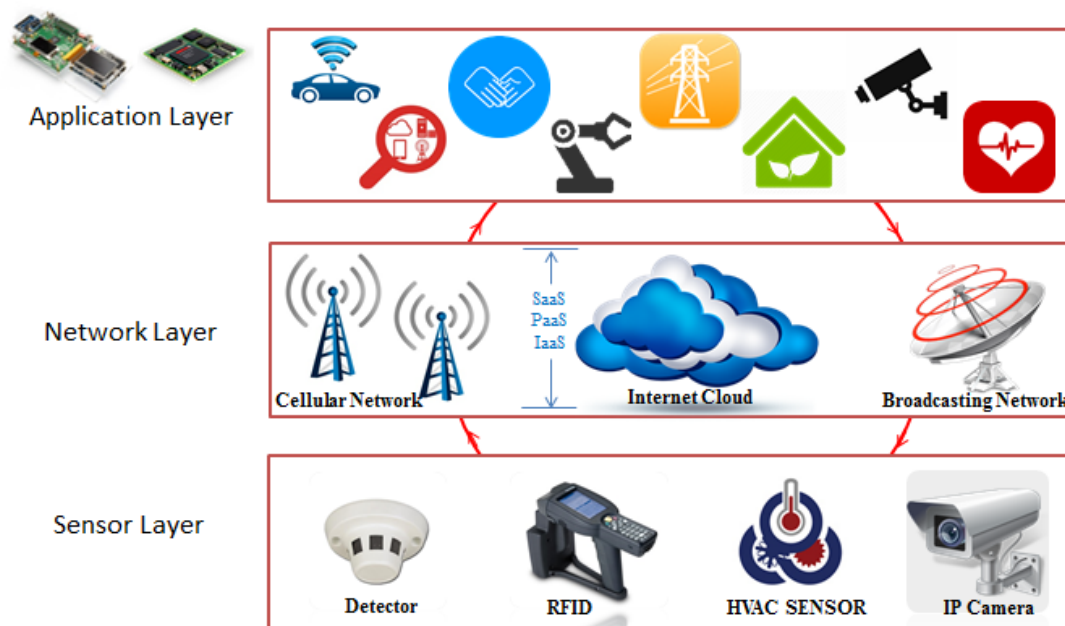 Application Layer
Network Layer
SaaS
PaaS
IaaS
Cellular Network
Internet Cloud
Broadcasting Network
Sensor Layer
Detector
RFID
HVAC SENSOR
IP Camera